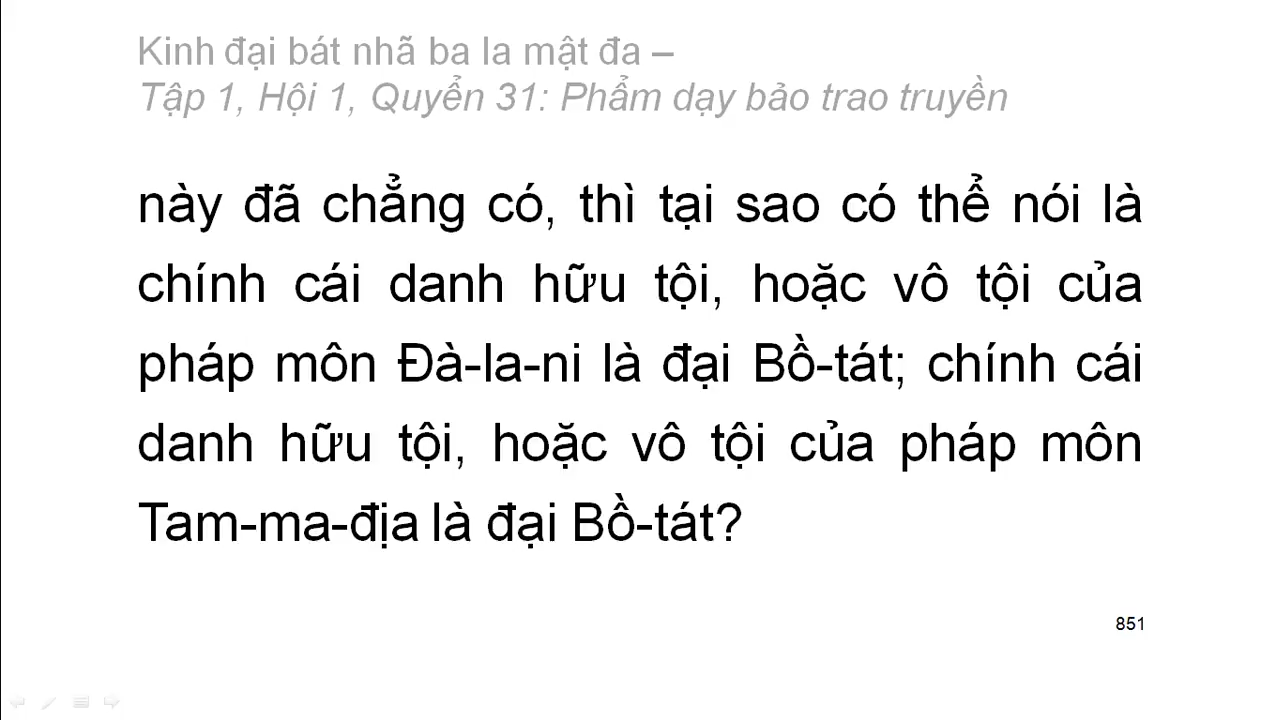 Kinh đại bát nhã ba la mật đa –
Tập 1, Hội 1, Quyển 31: Phẩm dạy bảo trao truyền
này đã chẳng có, thì tại sao có thể nói là
chính cái danh hữu tội, hoặc vô tội của
pháp môn Đà-la-ni là đại Bồ-tát; chính cái
danh hữu tội, hoặc vô tội của pháp môn
Tam-ma-địa là đại Bồ-tát?
851